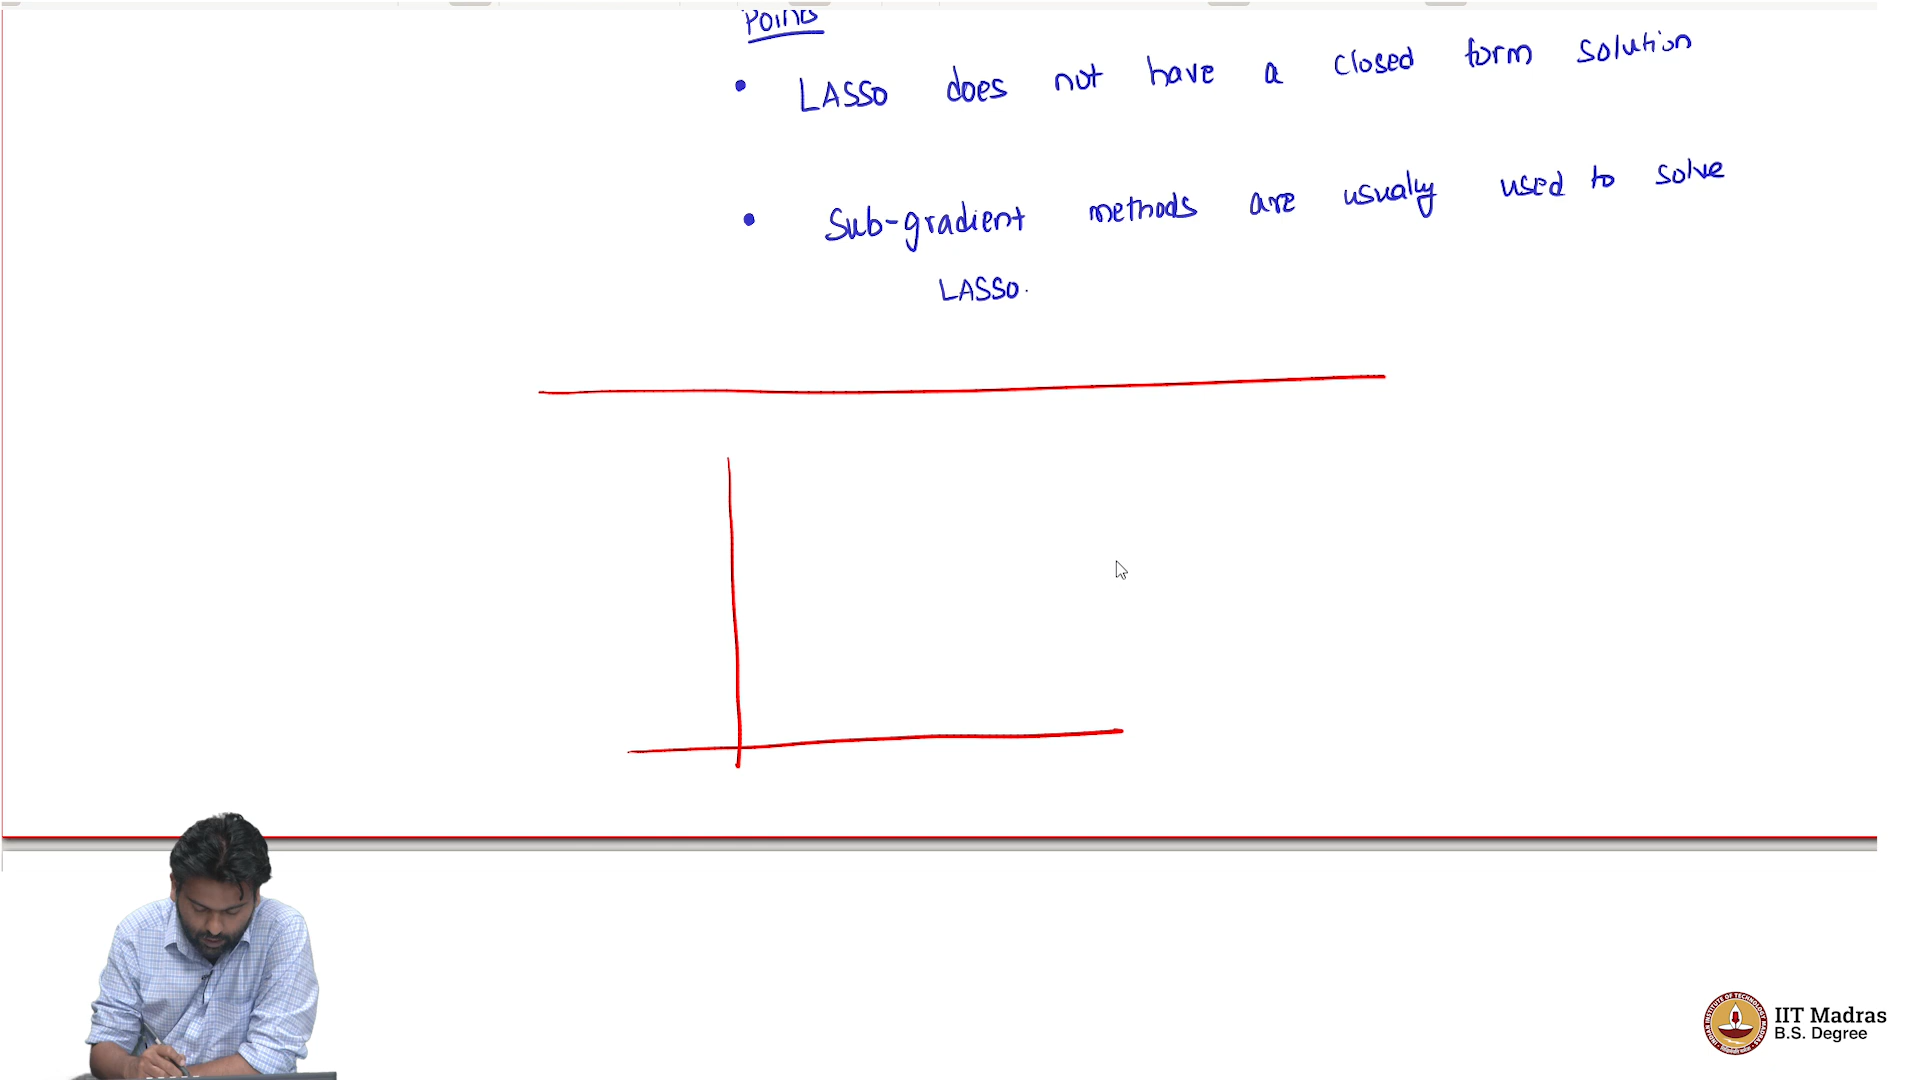 Points
• LASSO does not have a closed form solution
• Sub-gradient methods are usually used to solve
LASSO.
IIT Madras
B.S. Degree